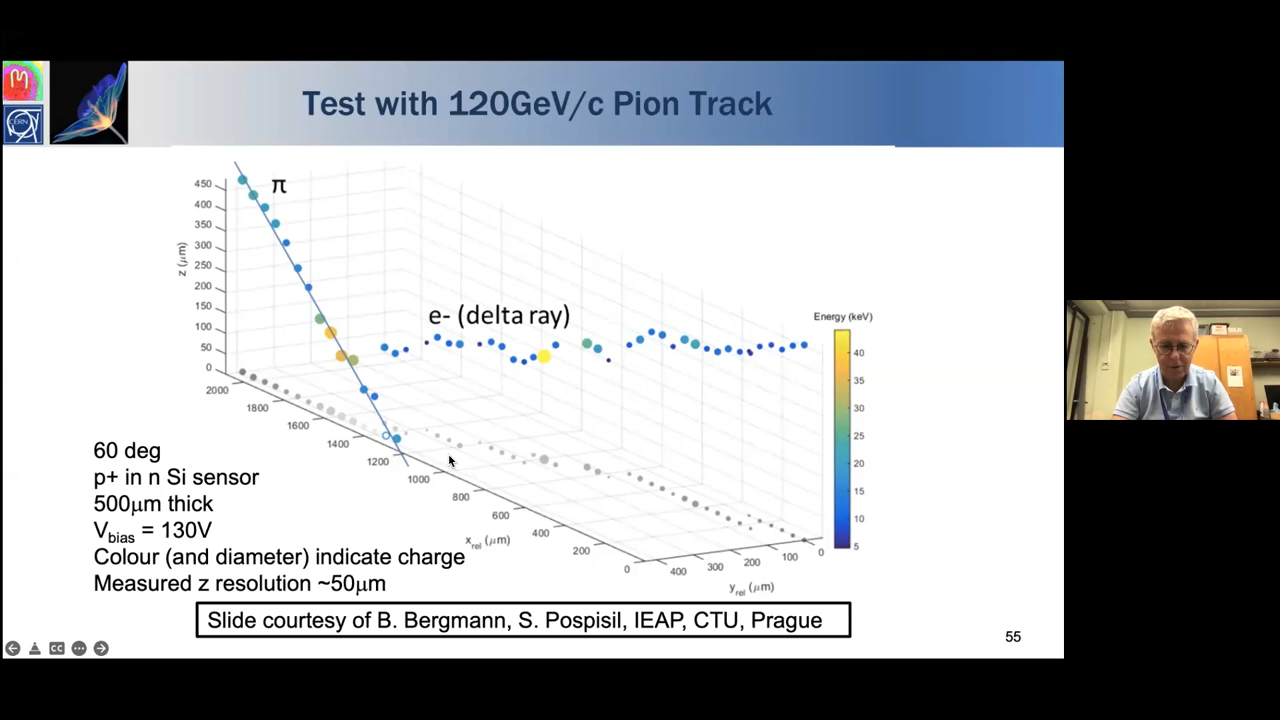 M
CERN
Test with 120GeV/c Pion Track
π
e- (delta ray)
Energy (keV)
40
35
30
25
20
15
10
5
z (μm)
450
400
350
300
250
200
150
100
50
0
2000
1800
1600
1400
1200
1000
800
600
400
200
0
x_rel (μm)
400
300
200
100
0
y_rel (μm)
60 deg
p+ in n Si sensor
500μm thick
V_bias = 130V
Colour (and diameter) indicate charge
Measured z resolution ~50μm
Slide courtesy of B. Bergmann, S. Pospisil, IEAP, CTU, Prague
55
CC